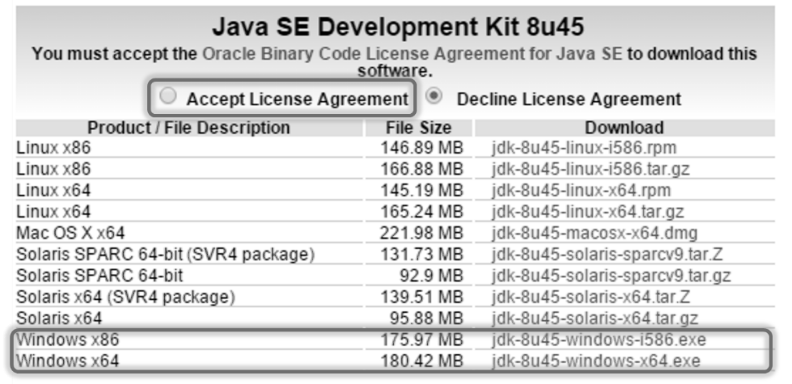 Java SE Development Kit 8u45
You must accept the Oracle Binary Code License Agreement for Java SE to download this
software.
Accept License Agreement Decline License Agreement
Product / File Description File Size Download
Linux x86 146.89 MB jdk-8u45-linux-i586.rpm
Linux x86 166.88 MB jdk-8u45-linux-i586.tar.gz
Linux x64 145.19 MB jdk-8u45-linux-x64.rpm
Linux x64 165.24 MB jdk-8u45-linux-x64.tar.gz
Mac OS X x64 221.98 MB jdk-8u45-macosx-x64.dmg
Solaris SPARC 64-bit (SVR4 package) 131.73 MB jdk-8u45-solaris-sparcv9.tar.Z
Solaris SPARC 64-bit 92.9 MB jdk-8u45-solaris-sparcv9.tar.gz
Solaris x64 (SVR4 package) 139.51 MB jdk-8u45-solaris-x64.tar.Z
Solaris x64 95.88 MB jdk-8u45-solaris-x64.tar.gz
Windows x86 175.97 MB jdk-8u45-windows-i586.exe
Windows x64 180.42 MB jdk-8u45-windows-x64.exe